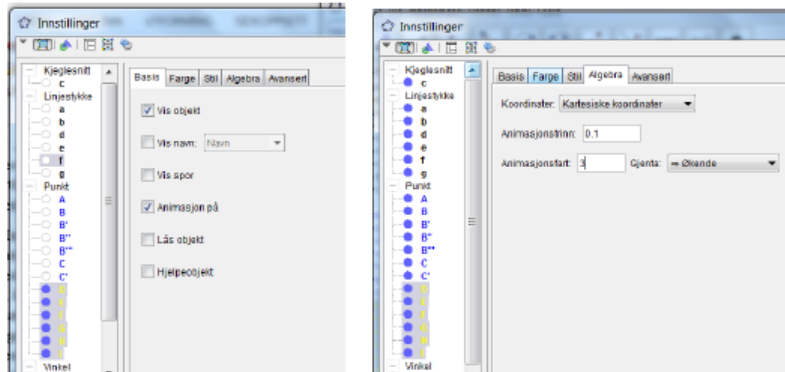 Innstillinger
Kjeglesnitt
c
Linjestykke
a
b
d
e
f
g
Punkt
A
B
B'
B''
B'''
C
C'
Vinkel
Basis Farge Stil Algebra Avansert
Vis objekt
Vis navn: Navn
Vis spor
Animasjon på
Lås objekt
Hjelpeobjekt
Innstillinger
Kjeglesnitt
c
Linjestykke
a
b
d
e
f
g
Punkt
A
B
B'
B''
B'''
C
C'
Vinkel
Basis Farge Stil Algebra Avansert
Koordinater: Kartesiske koordinater
Animasjonstrinn: 0.1
Animasjonsfart: 3 Gjenta: ⇒ Økende